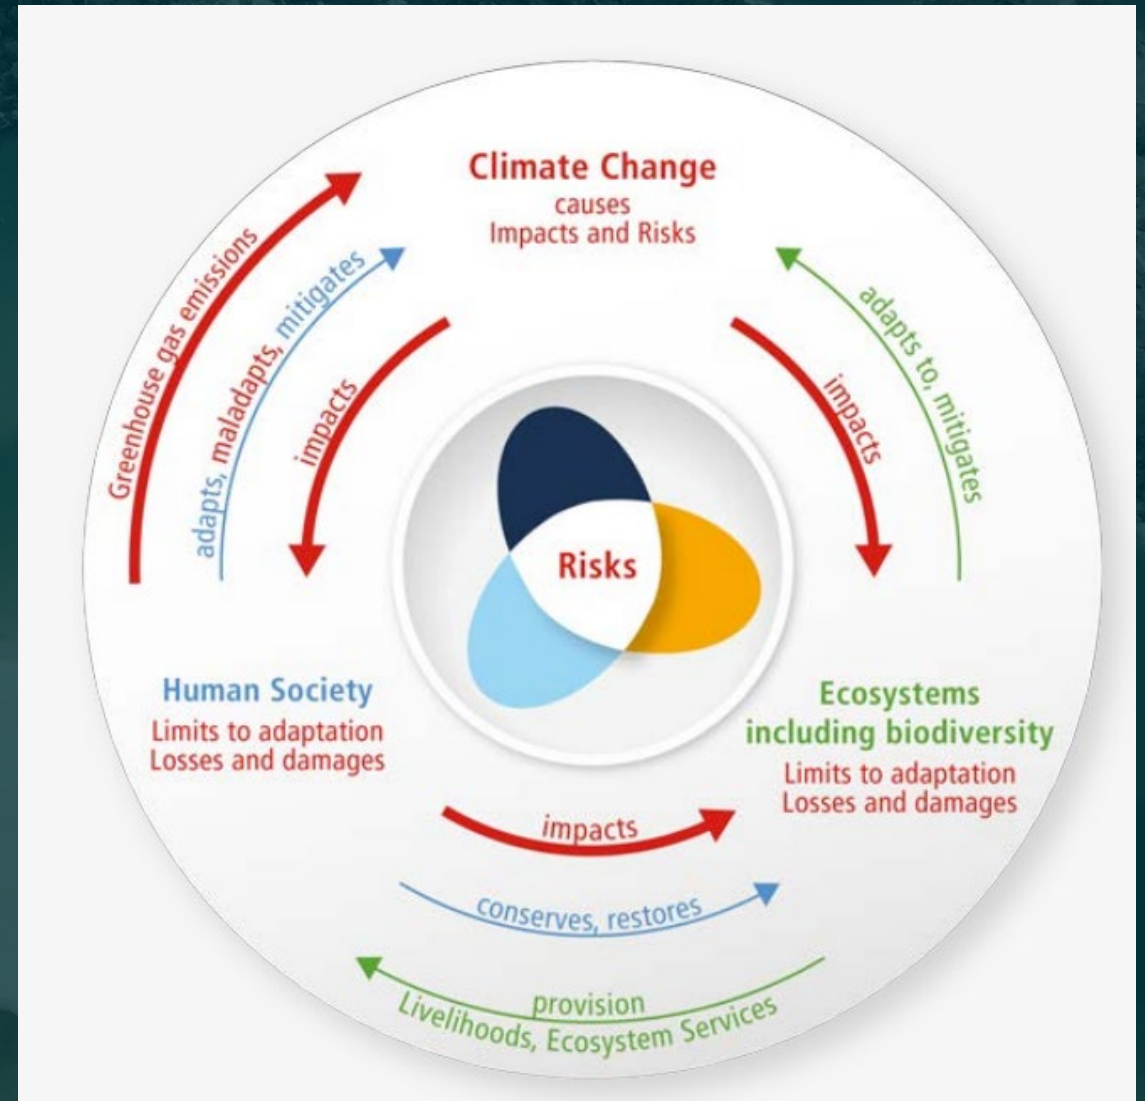 Climate Change
causes
Impacts and Risks
Greenhouse gas emissions
adapts, maladapts, mitigates
impacts
impacts
adapts to, mitigates
Risks
Human Society
Limits to adaptation
Losses and damages
Ecosystems
including biodiversity
Limits to adaptation
Losses and damages
impacts
conserves, restores
provision
Livelihoods, Ecosystem Services